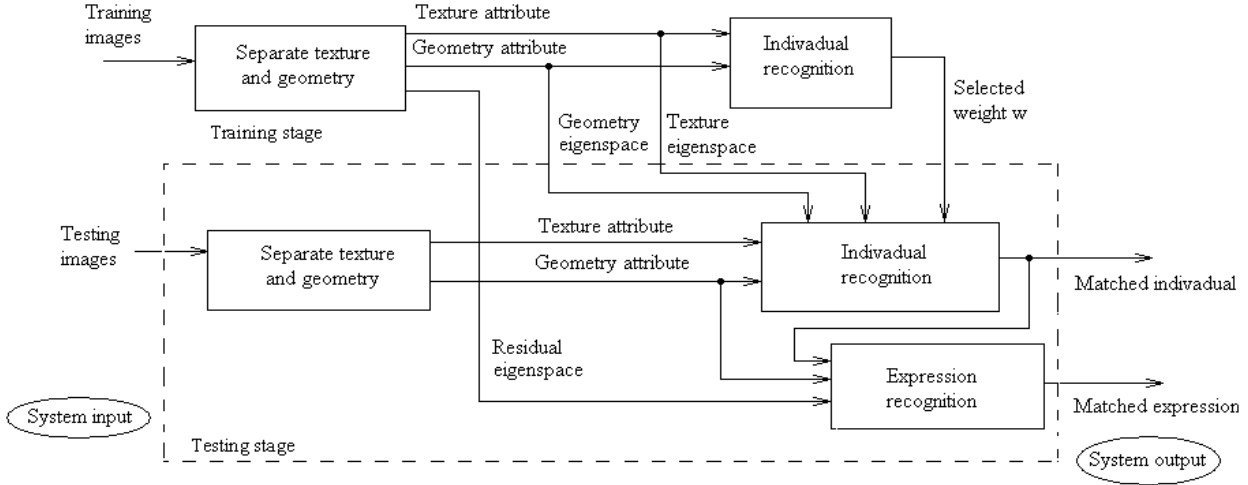 Training
images
Separate texture
and geometry
Texture attribute
Geometry attribute
Indivadual
recognition
Selected
weight w
Training stage
Geometry
eigenspace
Texture
eigenspace
Testing
images
Separate texture
and geometry
Texture attribute
Geometry attribute
Indivadual
recognition
Matched indivadual
Residual
eigenspace
Expression
recognition
Matched expression
System input
Testing stage
System output